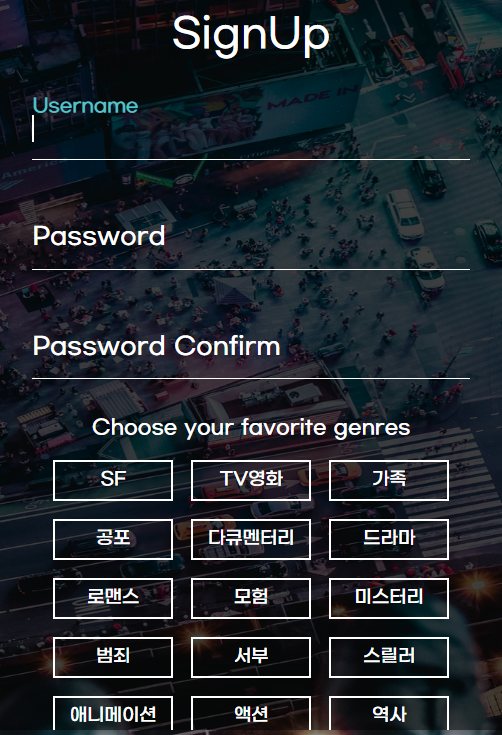 SignUp
MADE IN
Username
Password
Password Confirm
Choose your favorite genres
SF TV영화 가족
공포 다큐멘터리 드라마
로맨스 모험 미스터리
범죄 서부 스릴러
애니메이션 액션 역사